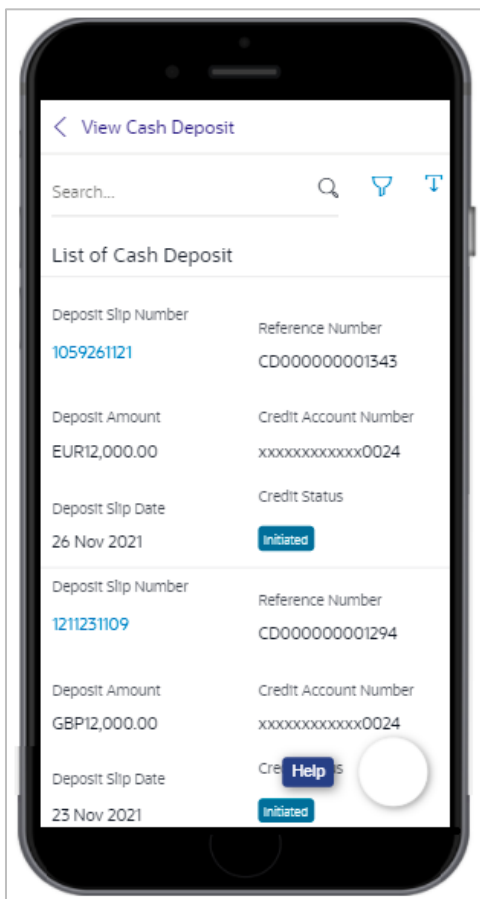 View Cash Deposit
Search...
List of Cash Deposit
Deposit Slip Number
1059261121
Reference Number
CD000000001343
Deposit Amount
EUR12,000.00
Credit Account Number
xxxxxxxxxxxx0024
Deposit Slip Date
26 Nov 2021
Credit Status
Initiated
Deposit Slip Number
1211231109
Reference Number
CD000000001294
Deposit Amount
GBP12,000.00
Credit Account Number
xxxxxxxxxxxx0024
Deposit Slip Date
23 Nov 2021
Help
Initiated